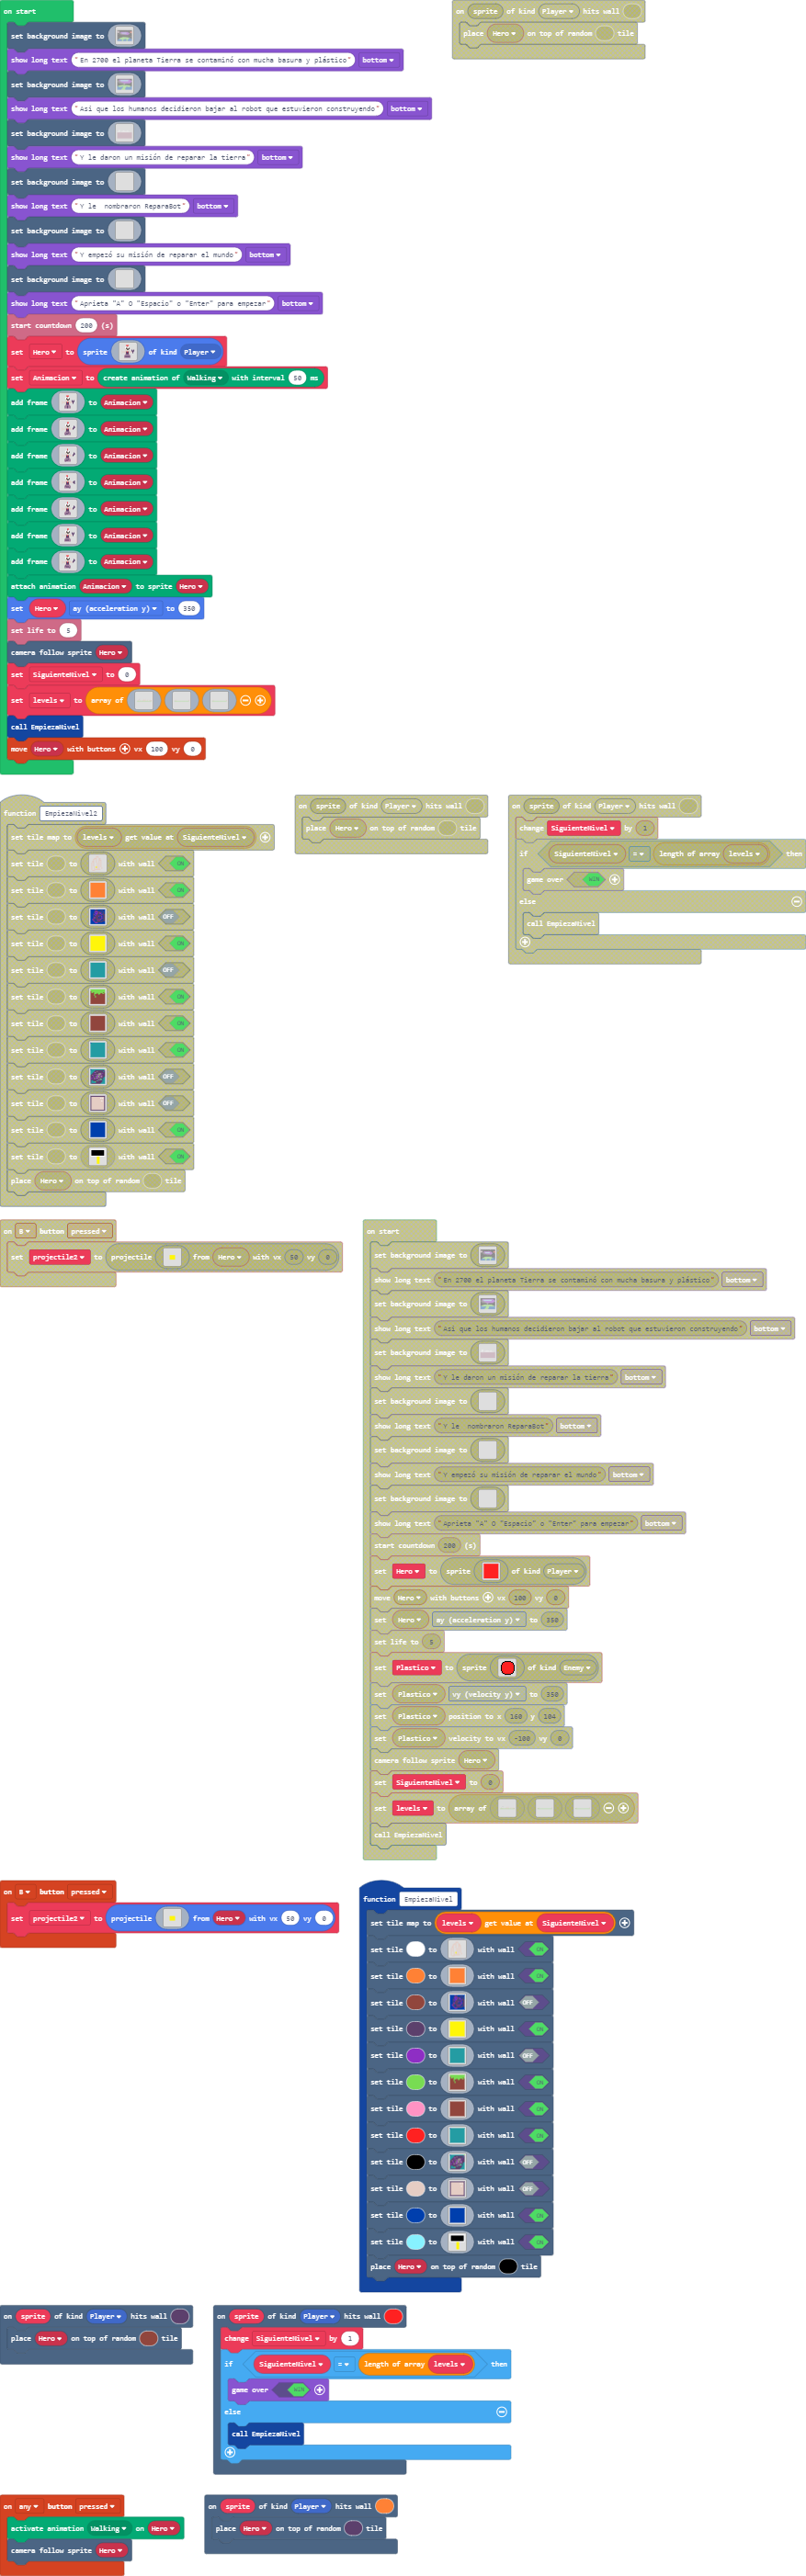 on start
set background image to
show long text "En 2700 el planeta Tierra se contaminó con mucha basura y plástico" bottom
set background image to
show long text "Asi que los humanos decidieron bajar al robot que estuvieron construyendo" bottom
set background image to
show long text "Y le daron un misión de reparar la tierra" bottom
set background image to
show long text "Y le  nombraron ReparaBot" bottom
set background image to
show long text "Y empezó su misión de reparar el mundo" bottom
set background image to
show long text "Aprieta "A" O "Espacio" o "Enter" para empezar" bottom
start countdown 200 (s)
set Hero to sprite of kind Player
set Animacion to create animation of Walking with interval 50 ms
add frame to Animacion
add frame to Animacion
add frame to Animacion
add frame to Animacion
add frame to Animacion
add frame to Animacion
add frame to Animacion
attach animation Animacion to sprite Hero
set Hero ay (acceleration y) to 350
set life to 5
camera follow sprite Hero
set SiguienteNivel to 0
set levels to array of
call EmpiezaNivel
move Hero with buttons vx 100 vy 0
on sprite of kind Player hits wall
place Hero on top of random tile
function EmpiezaNivel2
set tile map to levels get value at SiguienteNivel
set tile to with wall ON
set tile to with wall ON
set tile to with wall OFF
set tile to with wall ON
set tile to with wall OFF
set tile to with wall ON
set tile to with wall ON
set tile to with wall ON
set tile to with wall OFF
set tile to with wall OFF
set tile to with wall ON
set tile to with wall ON
place Hero on top of random tile
on sprite of kind Player hits wall
place Hero on top of random tile
on sprite of kind Player hits wall
change SiguienteNivel by 1
if SiguienteNivel = length of array levels then
game over WIN
else
call EmpiezaNivel
on B button pressed
set projectile2 to projectile from Hero with vx 50 vy 0
on start
set background image to
show long text "En 2700 el planeta Tierra se contaminó con mucha basura y plástico" bottom
set background image to
show long text "Asi que los humanos decidieron bajar al robot que estuvieron construyendo" bottom
set background image to
show long text "Y le daron un misión de reparar la tierra" bottom
set background image to
show long text "Y le  nombraron ReparaBot" bottom
set background image to
show long text "Y empezó su misión de reparar el mundo" bottom
set background image to
show long text "Aprieta "A" O "Espacio" o "Enter" para empezar" bottom
start countdown 200 (s)
set Hero to sprite of kind Player
move Hero with buttons vx 100 vy 0
set Hero ay (acceleration y) to 350
set life to 5
set Plastico to sprite of kind Enemy
set Plastico vy (velocity y) to 350
set Plastico position to x 160 y 104
set Plastico velocity to vx -100 vy 0
camera follow sprite Hero
set SiguienteNivel to 0
set levels to array of
call EmpiezaNivel
on B button pressed
set projectile2 to projectile from Hero with vx 50 vy 0
function EmpiezaNivel
set tile map to levels get value at SiguienteNivel
set tile to with wall ON
set tile to with wall ON
set tile to with wall OFF
set tile to with wall ON
set tile to with wall OFF
set tile to with wall ON
set tile to with wall ON
set tile to with wall ON
set tile to with wall OFF
set tile to with wall OFF
set tile to with wall ON
set tile to with wall ON
place Hero on top of random tile
on sprite of kind Player hits wall
place Hero on top of random tile
on sprite of kind Player hits wall
change SiguienteNivel by 1
if SiguienteNivel = length of array levels then
game over WIN
else
call EmpiezaNivel
on any button pressed
activate animation Walking on Hero
camera follow sprite Hero
on sprite of kind Player hits wall
place Hero on top of random tile